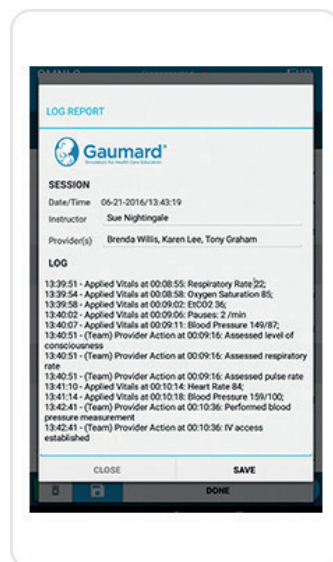 LOG REPORT
Gaumard®
Simulators for Health Care Education
SESSION
Date/Time 06-21-2016/13:43:19
Instructor Sue Nightingale
Provider(s) Brenda Willis, Karen Lee, Tony Graham
LOG
13:39:51 - Applied Vitals at 00:08:55: Respiratory Rate 22;
13:39:54 - Applied Vitals at 00:08:58: Oxygen Saturation 85;
13:39:58 - Applied Vitals at 00:09:02: EtCO2 36;
13:40:02 - Applied Vitals at 00:09:06: Pauses: 2 /min
13:40:07 - Applied Vitals at 00:09:11: Blood Pressure 149/87;
13:40:51 - (Team) Provider Action at 00:09:16: Assessed level of
consciousness
13:40:51 - (Team) Provider Action at 00:09:16: Assessed respiratory
rate
13:40:51 - (Team) Provider Action at 00:09:16: Assessed pulse rate
13:41:10 - Applied Vitals at 00:10:14: Heart Rate 84;
13:41:14 - Applied Vitals at 00:10:18: Blood Pressure 159/100;
13:42:41 - (Team) Provider Action at 00:10:36: Performed blood
pressure measurement
13:42:41 - (Team) Provider Action at 00:10:36: IV access
established
CLOSE SAVE
DONE